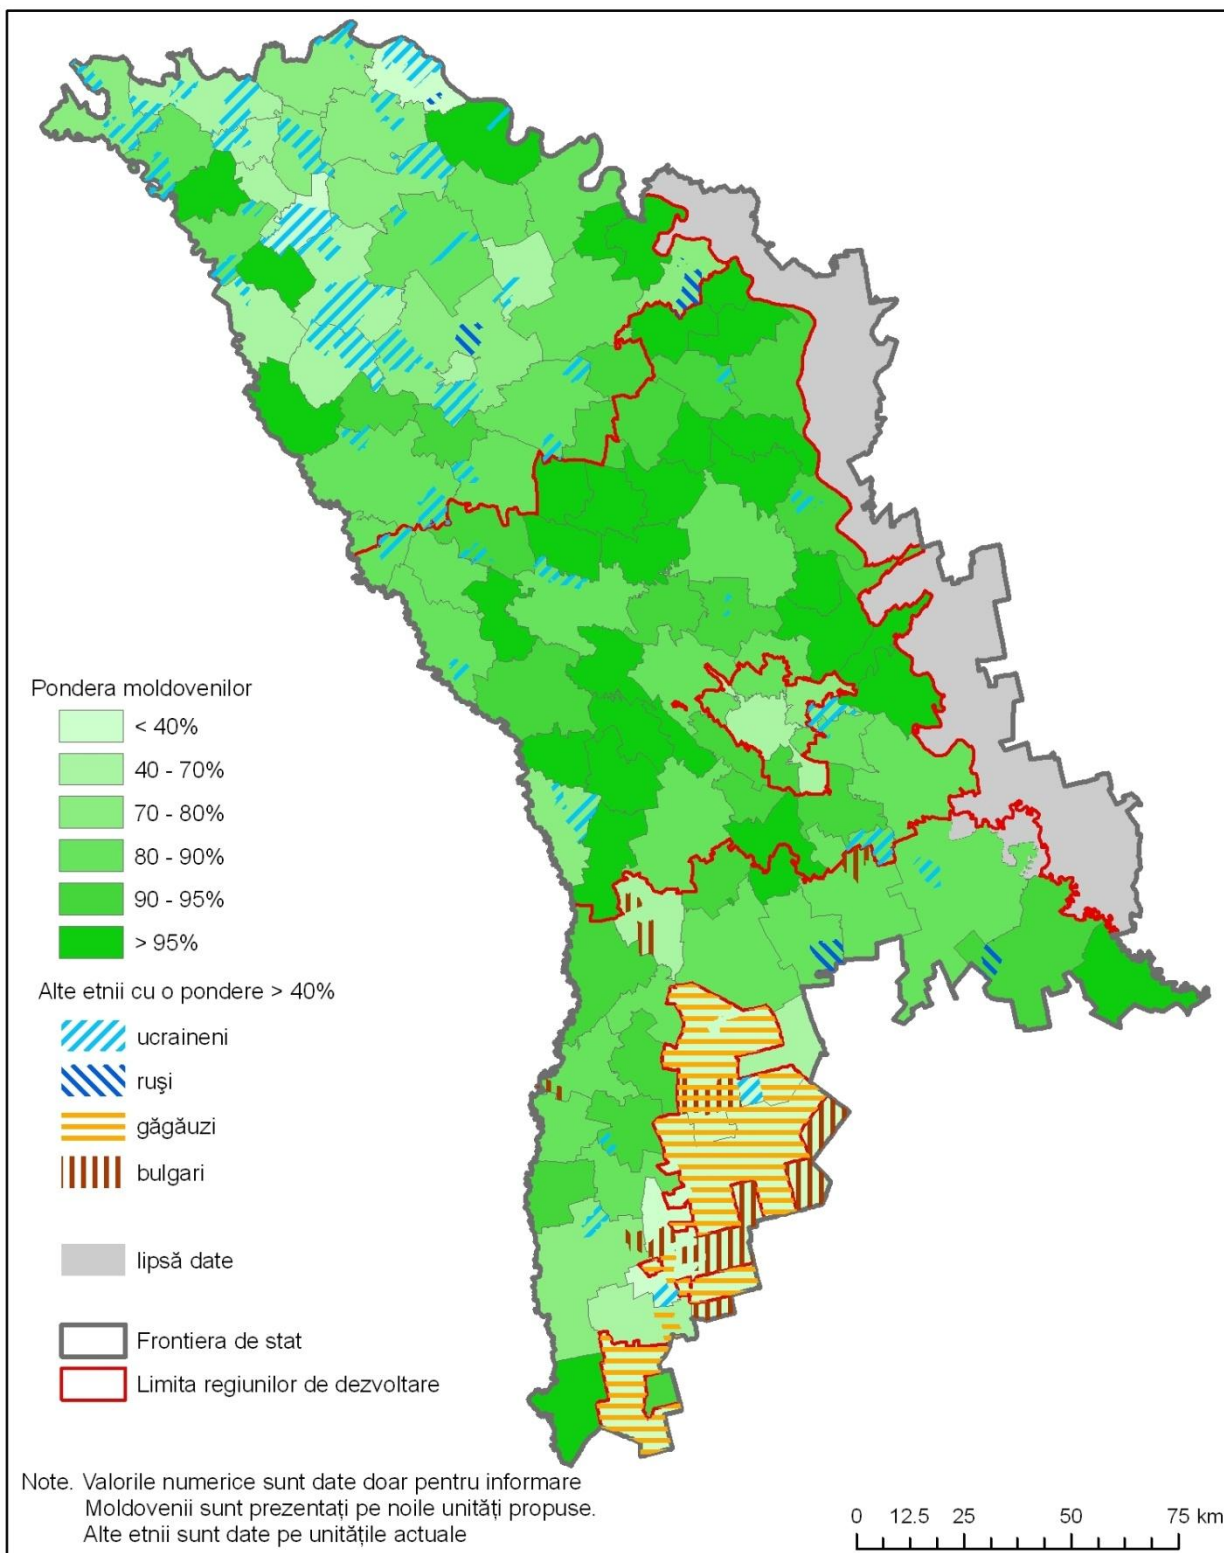 Pondera moldovenilor
< 40%
40 - 70%
70 - 80%
80 - 90%
90 - 95%
> 95%
Alte etnii cu o pondere > 40%
ucraineni
ruşi
găgăuzi
bulgari
lipsă date
Frontiera de stat
Limita regiunilor de dezvoltare
Note. Valorile numerice sunt date doar pentru informare
Moldovenii sunt prezentați pe noile unități propuse.
Alte etnii sunt date pe unitățile actuale
0 12.5 25 50 75 km